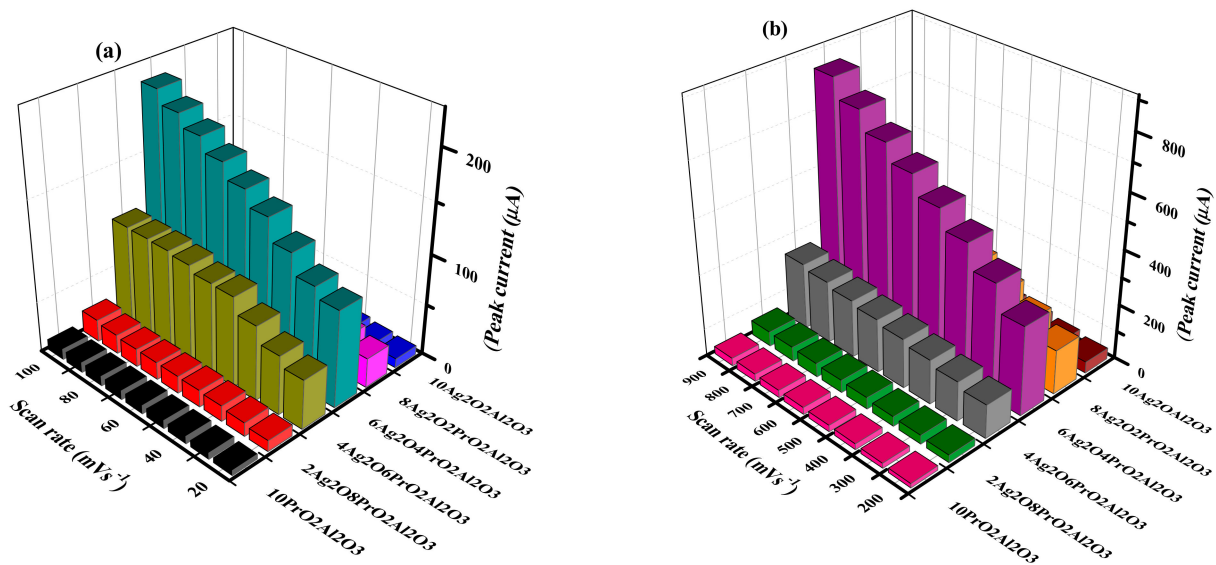 (a)
200
100
0
(Peak current (μA)
100
80
60
40
20
Scan rate (mVs⁻¹)
10Ag2O2Al2O3
8Ag2O2PrO2Al2O3
6Ag2O4PrO2Al2O3
4Ag2O6PrO2Al2O3
2Ag2O8PrO2Al2O3
10PrO2Al2O3
(b)
800
600
400
200
0
(Peak current (μA)
900
800
700
600
500
400
300
200
Scan rate (mVs⁻¹)
10Ag2OAl2O3
8Ag2O2PrO2Al2O3
6Ag2O4PrO2Al2O3
4Ag2O6PrO2Al2O3
2Ag2O8PrO2Al2O3
10PrO2Al2O3